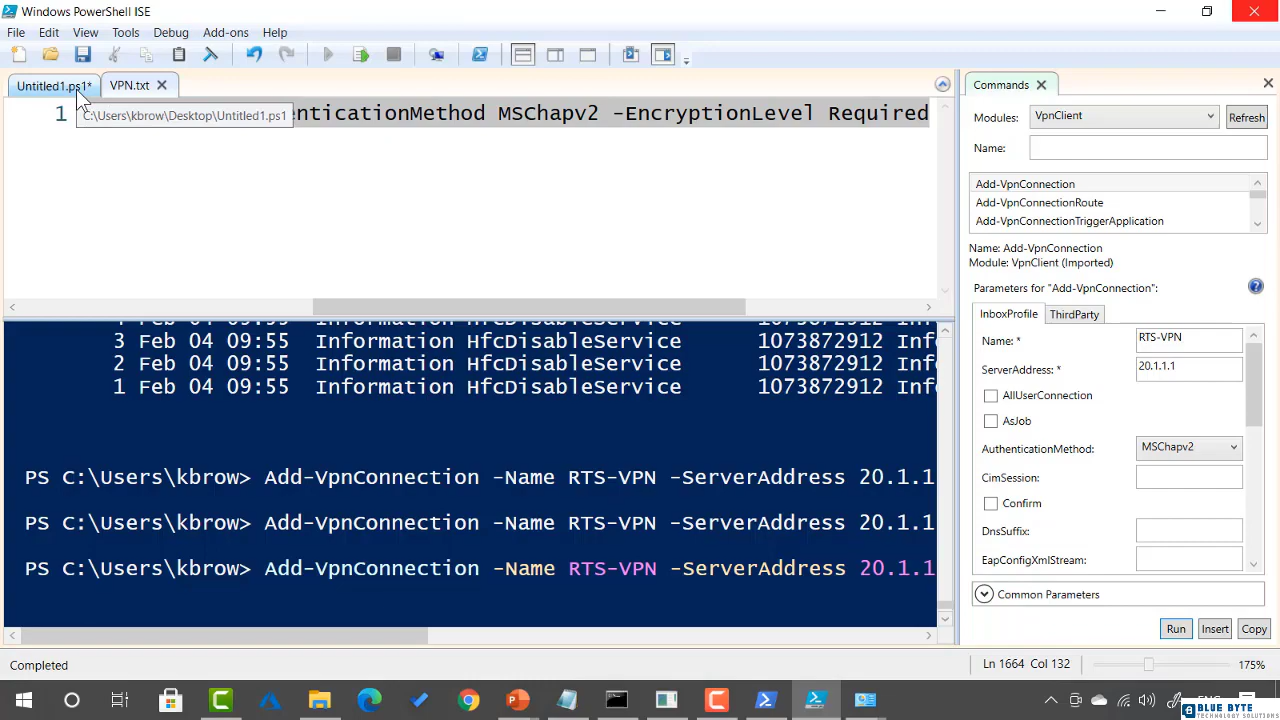 Windows PowerShell ISE
File Edit View Tools Debug Add-ons Help
Untitled1.ps1* VPN.txt
1 enticationMethod MSChapv2 -EncryptionLevel Required
C:\Users\kbrow\Desktop\Untitled1.ps1
3 Feb 04 09:55 Information HfcDisableService 1073872912 Inf
2 Feb 04 09:55 Information HfcDisableService 1073872912 Inf
1 Feb 04 09:55 Information HfcDisableService 1073872912 Inf
PS C:\Users\kbrow> Add-VpnConnection -Name RTS-VPN -ServerAddress 20.1.1
PS C:\Users\kbrow> Add-VpnConnection -Name RTS-VPN -ServerAddress 20.1.1
PS C:\Users\kbrow> Add-VpnConnection -Name RTS-VPN -ServerAddress 20.1.1
Commands
Modules: VpnClient Refresh
Name:
Add-VpnConnection
Add-VpnConnectionRoute
Add-VpnConnectionTriggerApplication
Name: Add-VpnConnection
Module: VpnClient (Imported)
Parameters for "Add-VpnConnection":
InboxProfile ThirdParty
Name: * RTS-VPN
ServerAddress: * 20.1.1.1
AllUserConnection
AsJob
AuthenticationMethod: MSChapv2
CimSession:
Confirm
DnsSuffix:
EapConfigXmlStream:
Common Parameters
Run Insert Copy
Completed Ln 1664 Col 132 175%
BLUE BYTE
TECHNOLOGY SOLUTIONS